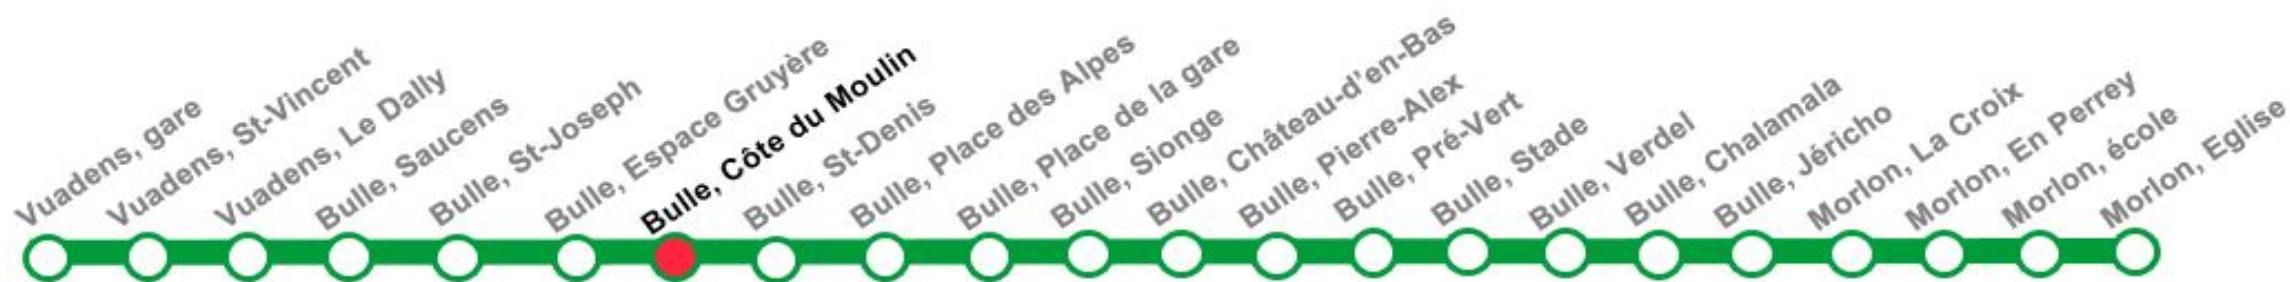 Vuadens, gare
Vuadens, St-Vincent
Vuadens, Le Dally
Bulle, Saucens
Bulle, St-Joseph
Bulle, Espace Gruyère
Bulle, Côte du Moulin
Bulle, St-Denis
Bulle, Place des Alpes
Bulle, Place de la gare
Bulle, Sionge
Bulle, Château-d'en-Bas
Bulle, Pierre-Alex
Bulle, Pré-Vert
Bulle, Stade
Bulle, Verdel
Bulle, Chalamala
Bulle, Jéricho
Morlon, La Croix
Morlon, En Perrey
Morlon, école
Morlon, Eglise